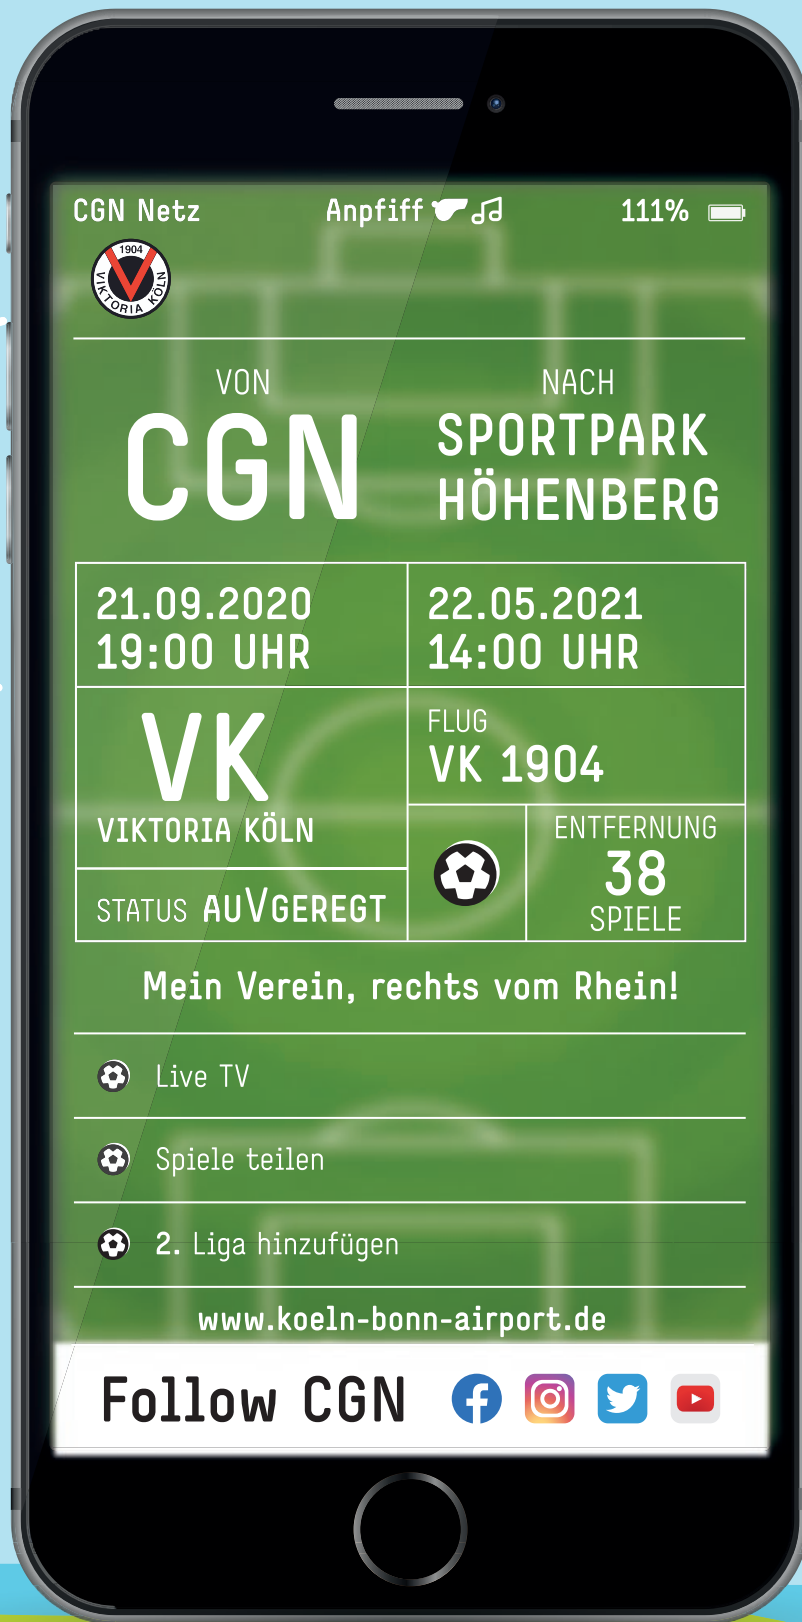 CGN Netz
Anpfiff
111%
1904
VIKTORIA KÖLN
VON
CGN
NACH
SPORTPARK
HÖHENBERG
21.09.2020
19:00 UHR
22.05.2021
14:00 UHR
VK
VIKTORIA KÖLN
FLUG
VK 1904
STATUS AUVGEREGT
ENTFERNUNG
38
SPIELE
Mein Verein, rechts vom Rhein!
Live TV
Spiele teilen
2. Liga hinzufügen
www.koeln-bonn-airport.de
Follow CGN